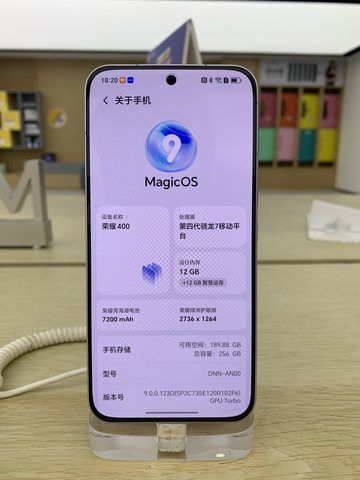 18:20
关于手机
9
MagicOS
设备名称
荣耀 400
处理器
第四代骁龙7移动平
台
运行内存
12 GB
+12 GB 智慧运存
荣耀青海湖电池
7200 mAh
荣耀绿洲护眼屏
2736 x 1264
手机存储
可用空间：189.88 GB
总容量：256 GB
型号
DNN-AN00
版本号
9.0.0.123D(SP2C735E120R102P6)
GPU Turbo
M